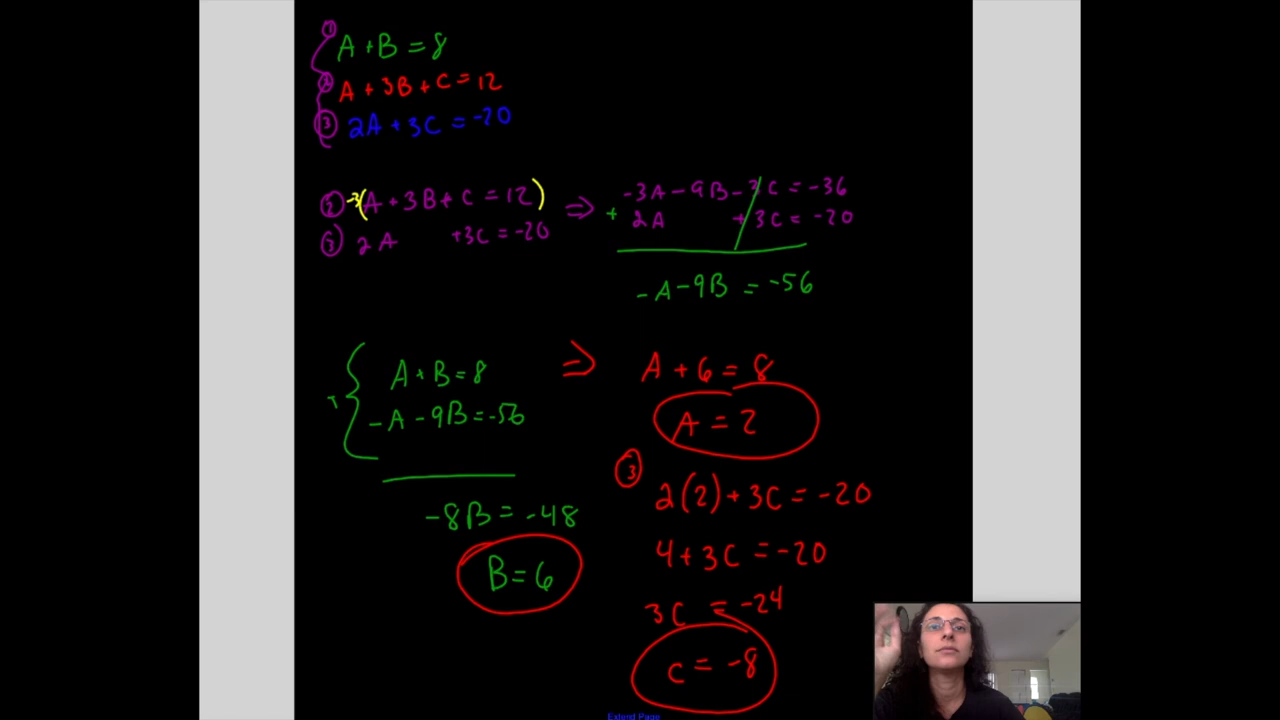 ① A + B = 8
② A + 3B + C = 12
③ 2A + 3C = -20
② -3(A + 3B + C = 12) ⇒ -3A - 9B - 3C = -36
③ 2A +3C = -20 + 2A + 3C = -20
-A - 9B = -56
+ { A + B = 8 ⇒ A + 6 = 8
-A - 9B = -56 A = 2
③ 2(2) + 3C = -20
-8B = -48
4 + 3C = -20
B = 6
3C = -24
C = -8
Extend Page